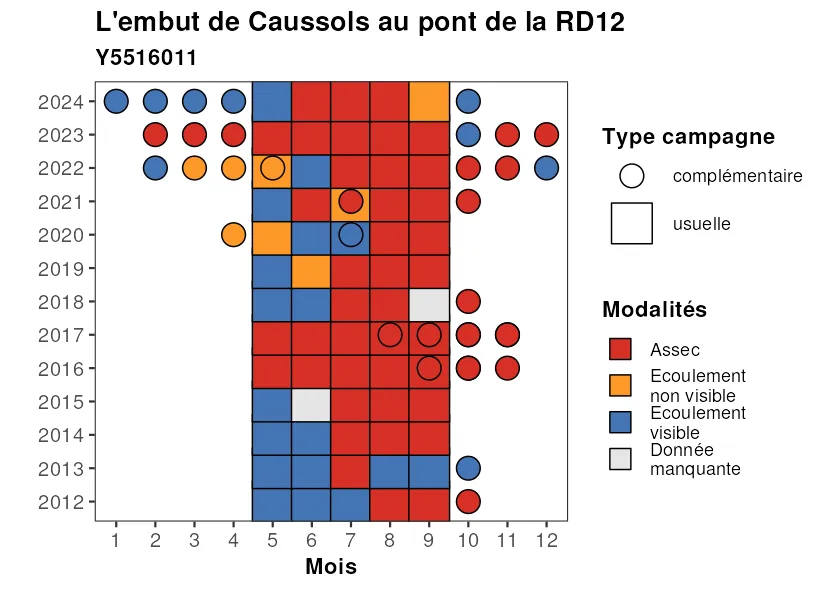 L'embut de Caussols au pont de la RD12
Y5516011
2024
2023
2022
2021
2020
2019
2018
2017
2016
2015
2014
2013
2012
1 2 3 4 5 6 7 8 9 10 11 12
Mois
Type campagne
complémentaire
usuelle
Modalités
Assec
Ecoulement
non visible
Ecoulement
visible
Donnée
manquante